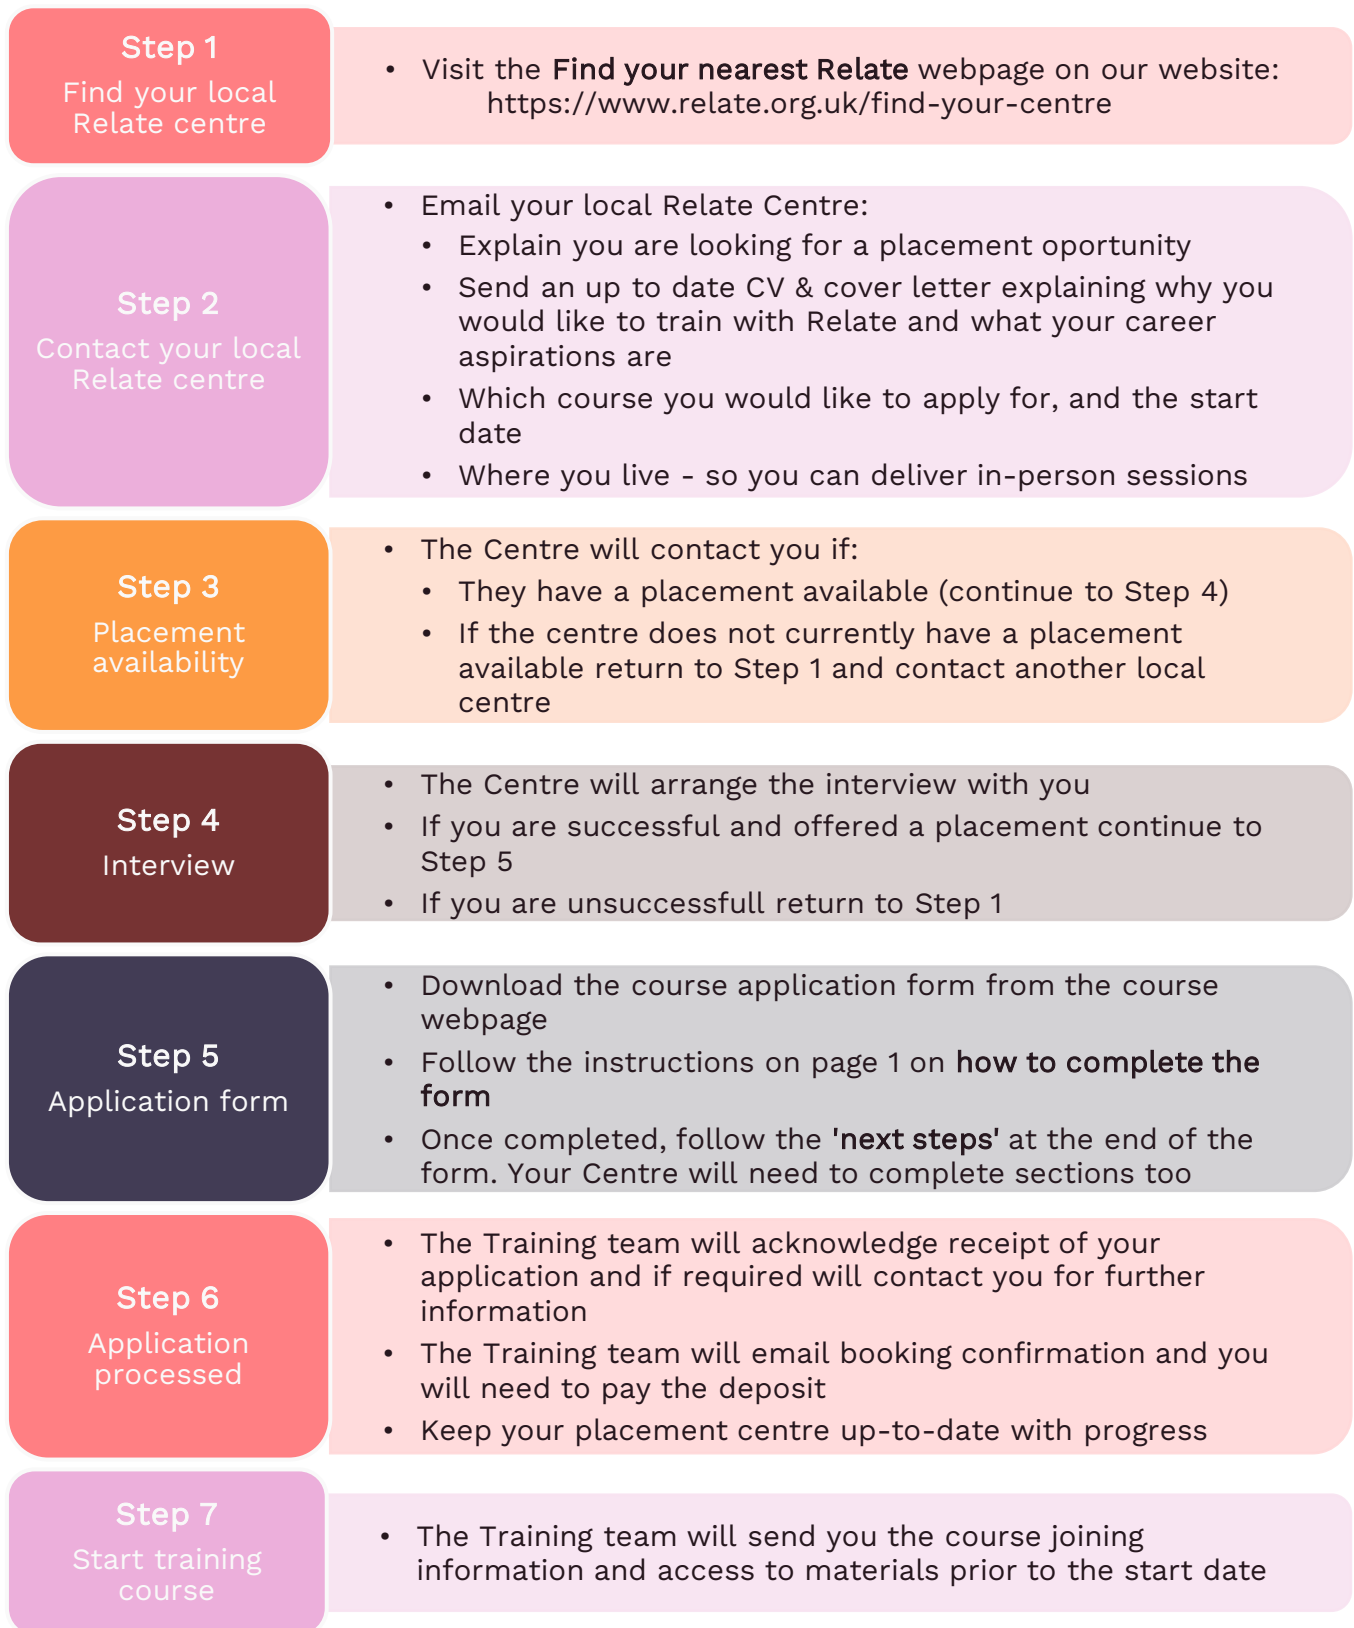 Step 1
Find your local
Relate centre
• Visit the Find your nearest Relate webpage on our website:
https://www.relate.org.uk/find-your-centre
Step 2
Contact your local
Relate centre
• Email your local Relate Centre:
• Explain you are looking for a placement oportunity
• Send an up to date CV & cover letter explaining why you
would like to train with Relate and what your career
aspirations are
• Which course you would like to apply for, and the start
date
• Where you live - so you can deliver in-person sessions
Step 3
Placement
availability
• The Centre will contact you if:
• They have a placement available (continue to Step 4)
• If the centre does not currently have a placement
available return to Step 1 and contact another local
centre
Step 4
Interview
• The Centre will arrange the interview with you
• If you are successful and offered a placement continue to
Step 5
• If you are unsuccessfull return to Step 1
Step 5
Application form
• Download the course application form from the course
webpage
• Follow the instructions on page 1 on how to complete the
form
• Once completed, follow the 'next steps' at the end of the
form. Your Centre will need to complete sections too
Step 6
Application
processed
• The Training team will acknowledge receipt of your
application and if required will contact you for further
information
• The Training team will email booking confirmation and you
will need to pay the deposit
• Keep your placement centre up-to-date with progress
Step 7
Start training
course
• The Training team will send you the course joining
information and access to materials prior to the start date